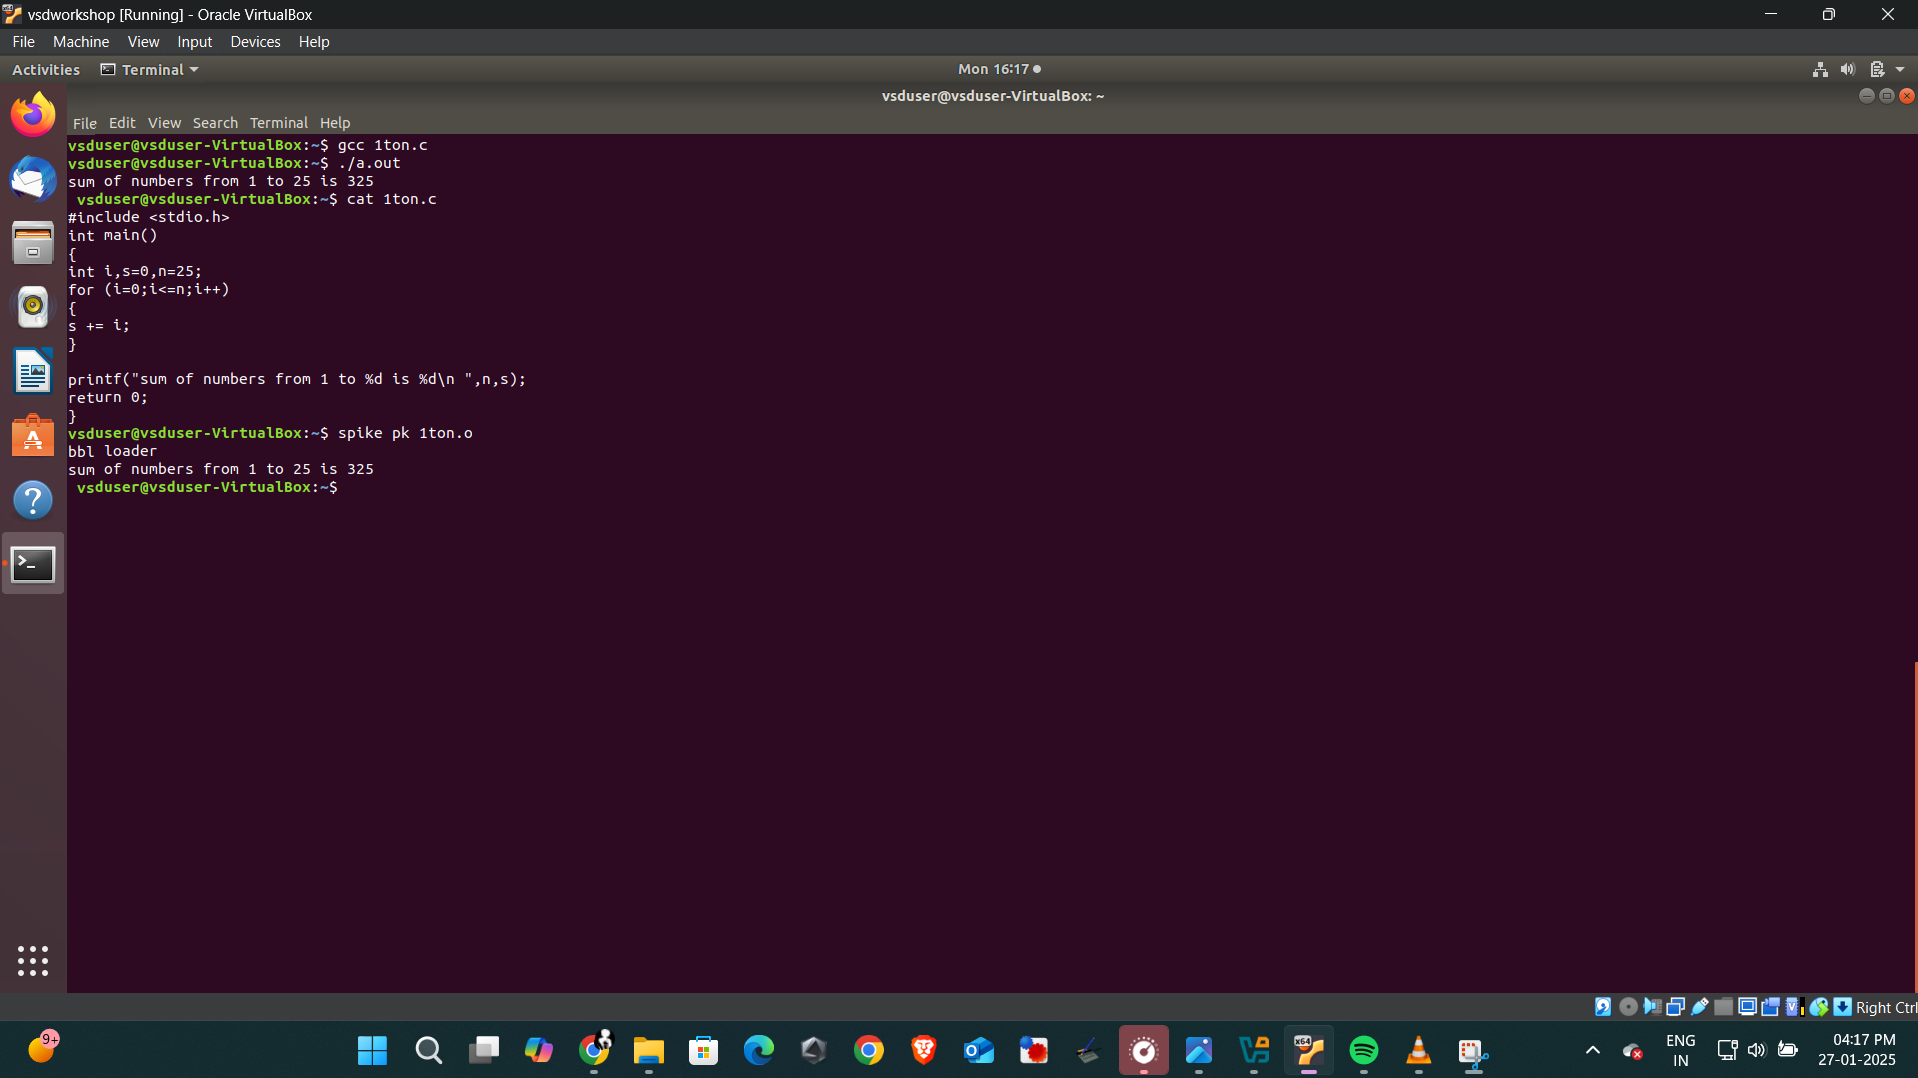 vsdworkshop [Running] - Oracle VirtualBox
File Machine View Input Devices Help
Activities Terminal Mon 16:17
vsduser@vsduser-VirtualBox: ~
File Edit View Search Terminal Help
vsduser@vsduser-VirtualBox:~$ gcc 1ton.c
vsduser@vsduser-VirtualBox:~$ ./a.out
sum of numbers from 1 to 25 is 325
 vsduser@vsduser-VirtualBox:~$ cat 1ton.c
#include <stdio.h>
int main()
{
int i,s=0,n=25;
for (i=0;i<=n;i++)
{
s += i;
}
printf("sum of numbers from 1 to %d is %d\n ",n,s);
return 0;
}
vsduser@vsduser-VirtualBox:~$ spike pk 1ton.o
bbl loader
sum of numbers from 1 to 25 is 325
 vsduser@vsduser-VirtualBox:~$
Right Ctrl
9+
x64
ENG
IN
04:17 PM
27-01-2025